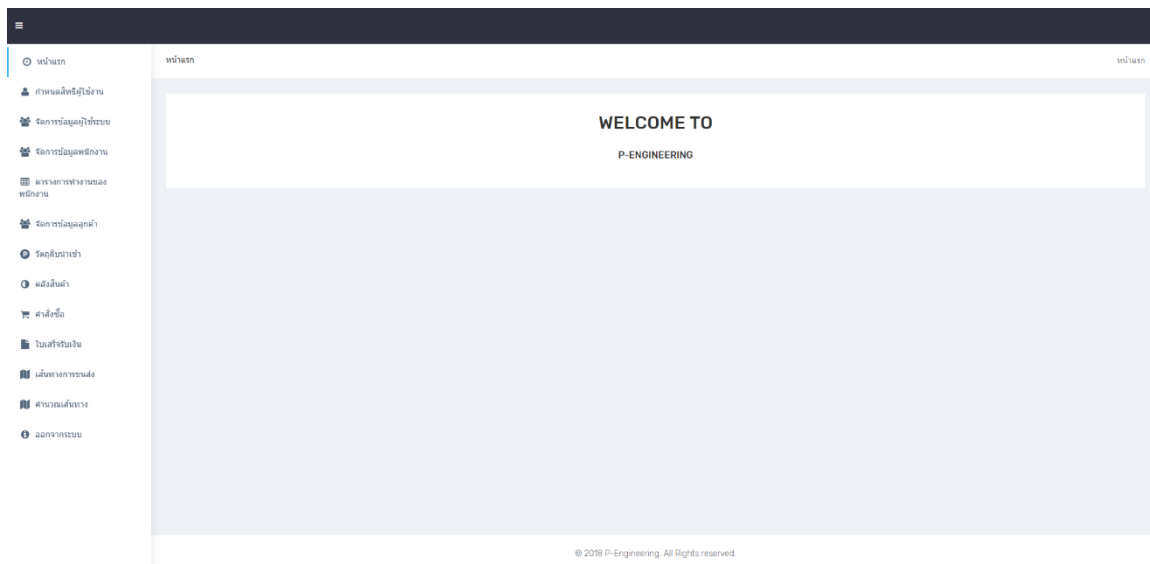 หน้าแรก
กำหนดสิทธิผู้ใช้งาน
จัดการข้อมูลผู้ใช้ระบบ
จัดการข้อมูลพนักงาน
ตารางการทำงานของ
พนักงาน
จัดการข้อมูลลูกค้า
วัตถุดิบนำเข้า
คลังสินค้า
คำสั่งซื้อ
ใบเสร็จรับเงิน
เส้นทางการขนส่ง
คำนวณเส้นทาง
ออกจากระบบ
หน้าแรก
หน้าแรก
WELCOME TO
P-ENGINEERING
© 2018 P-Engineering. All Rights reserved.